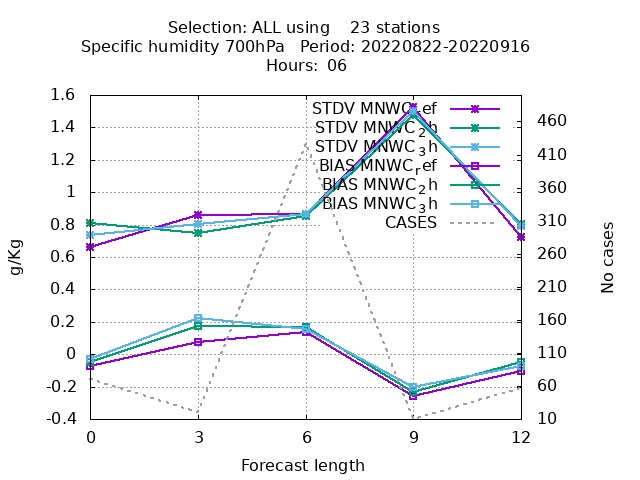 Selection: ALL using 23 stations
Specific humidity 700hPa Period: 20220822-20220916
Hours: 06
STDV MNWC_ref
STDV MNWC_2h
STDV MNWC_3h
BIAS MNWC_ref
BIAS MNWC_2h
BIAS MNWC_3h
CASES
1.6
1.4
1.2
1
0.8
0.6
0.4
0.2
0
-0.2
-0.4
g/Kg
460
410
360
310
260
210
160
110
60
10
No cases
0 3 6 9 12
Forecast length